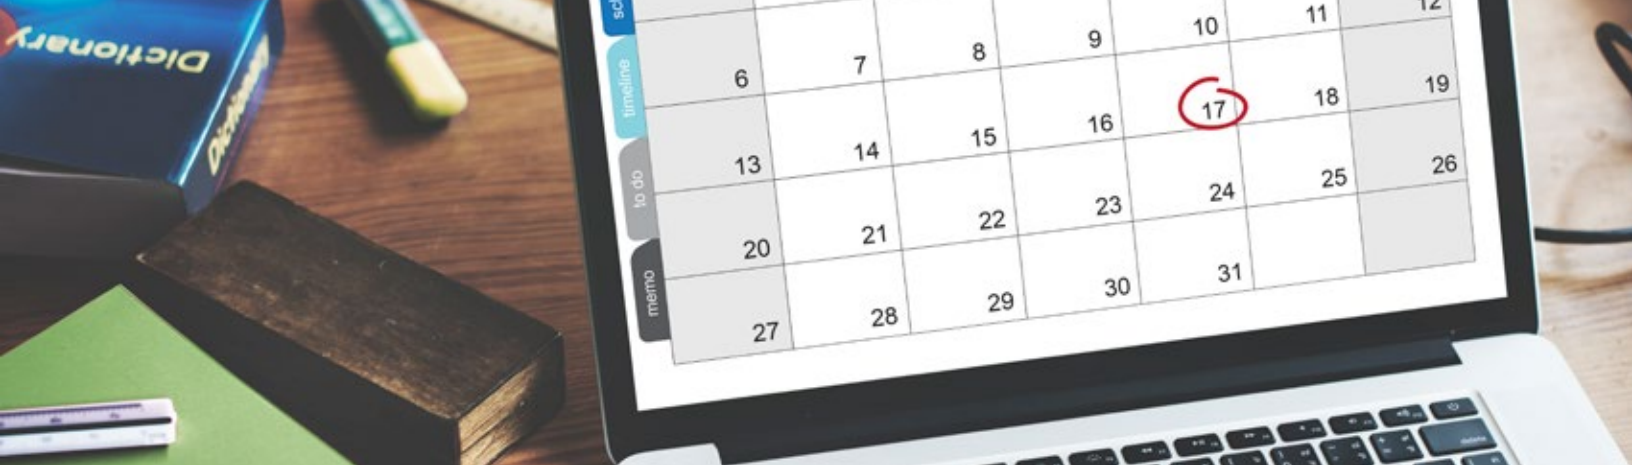 Dictionary
Dictionary
timeline
to do
memo
10 11 12
6 7 8 9
13 14 15 16 17 18 19
20 21 22 23 24 25 26
27 28 29 30 31
delete